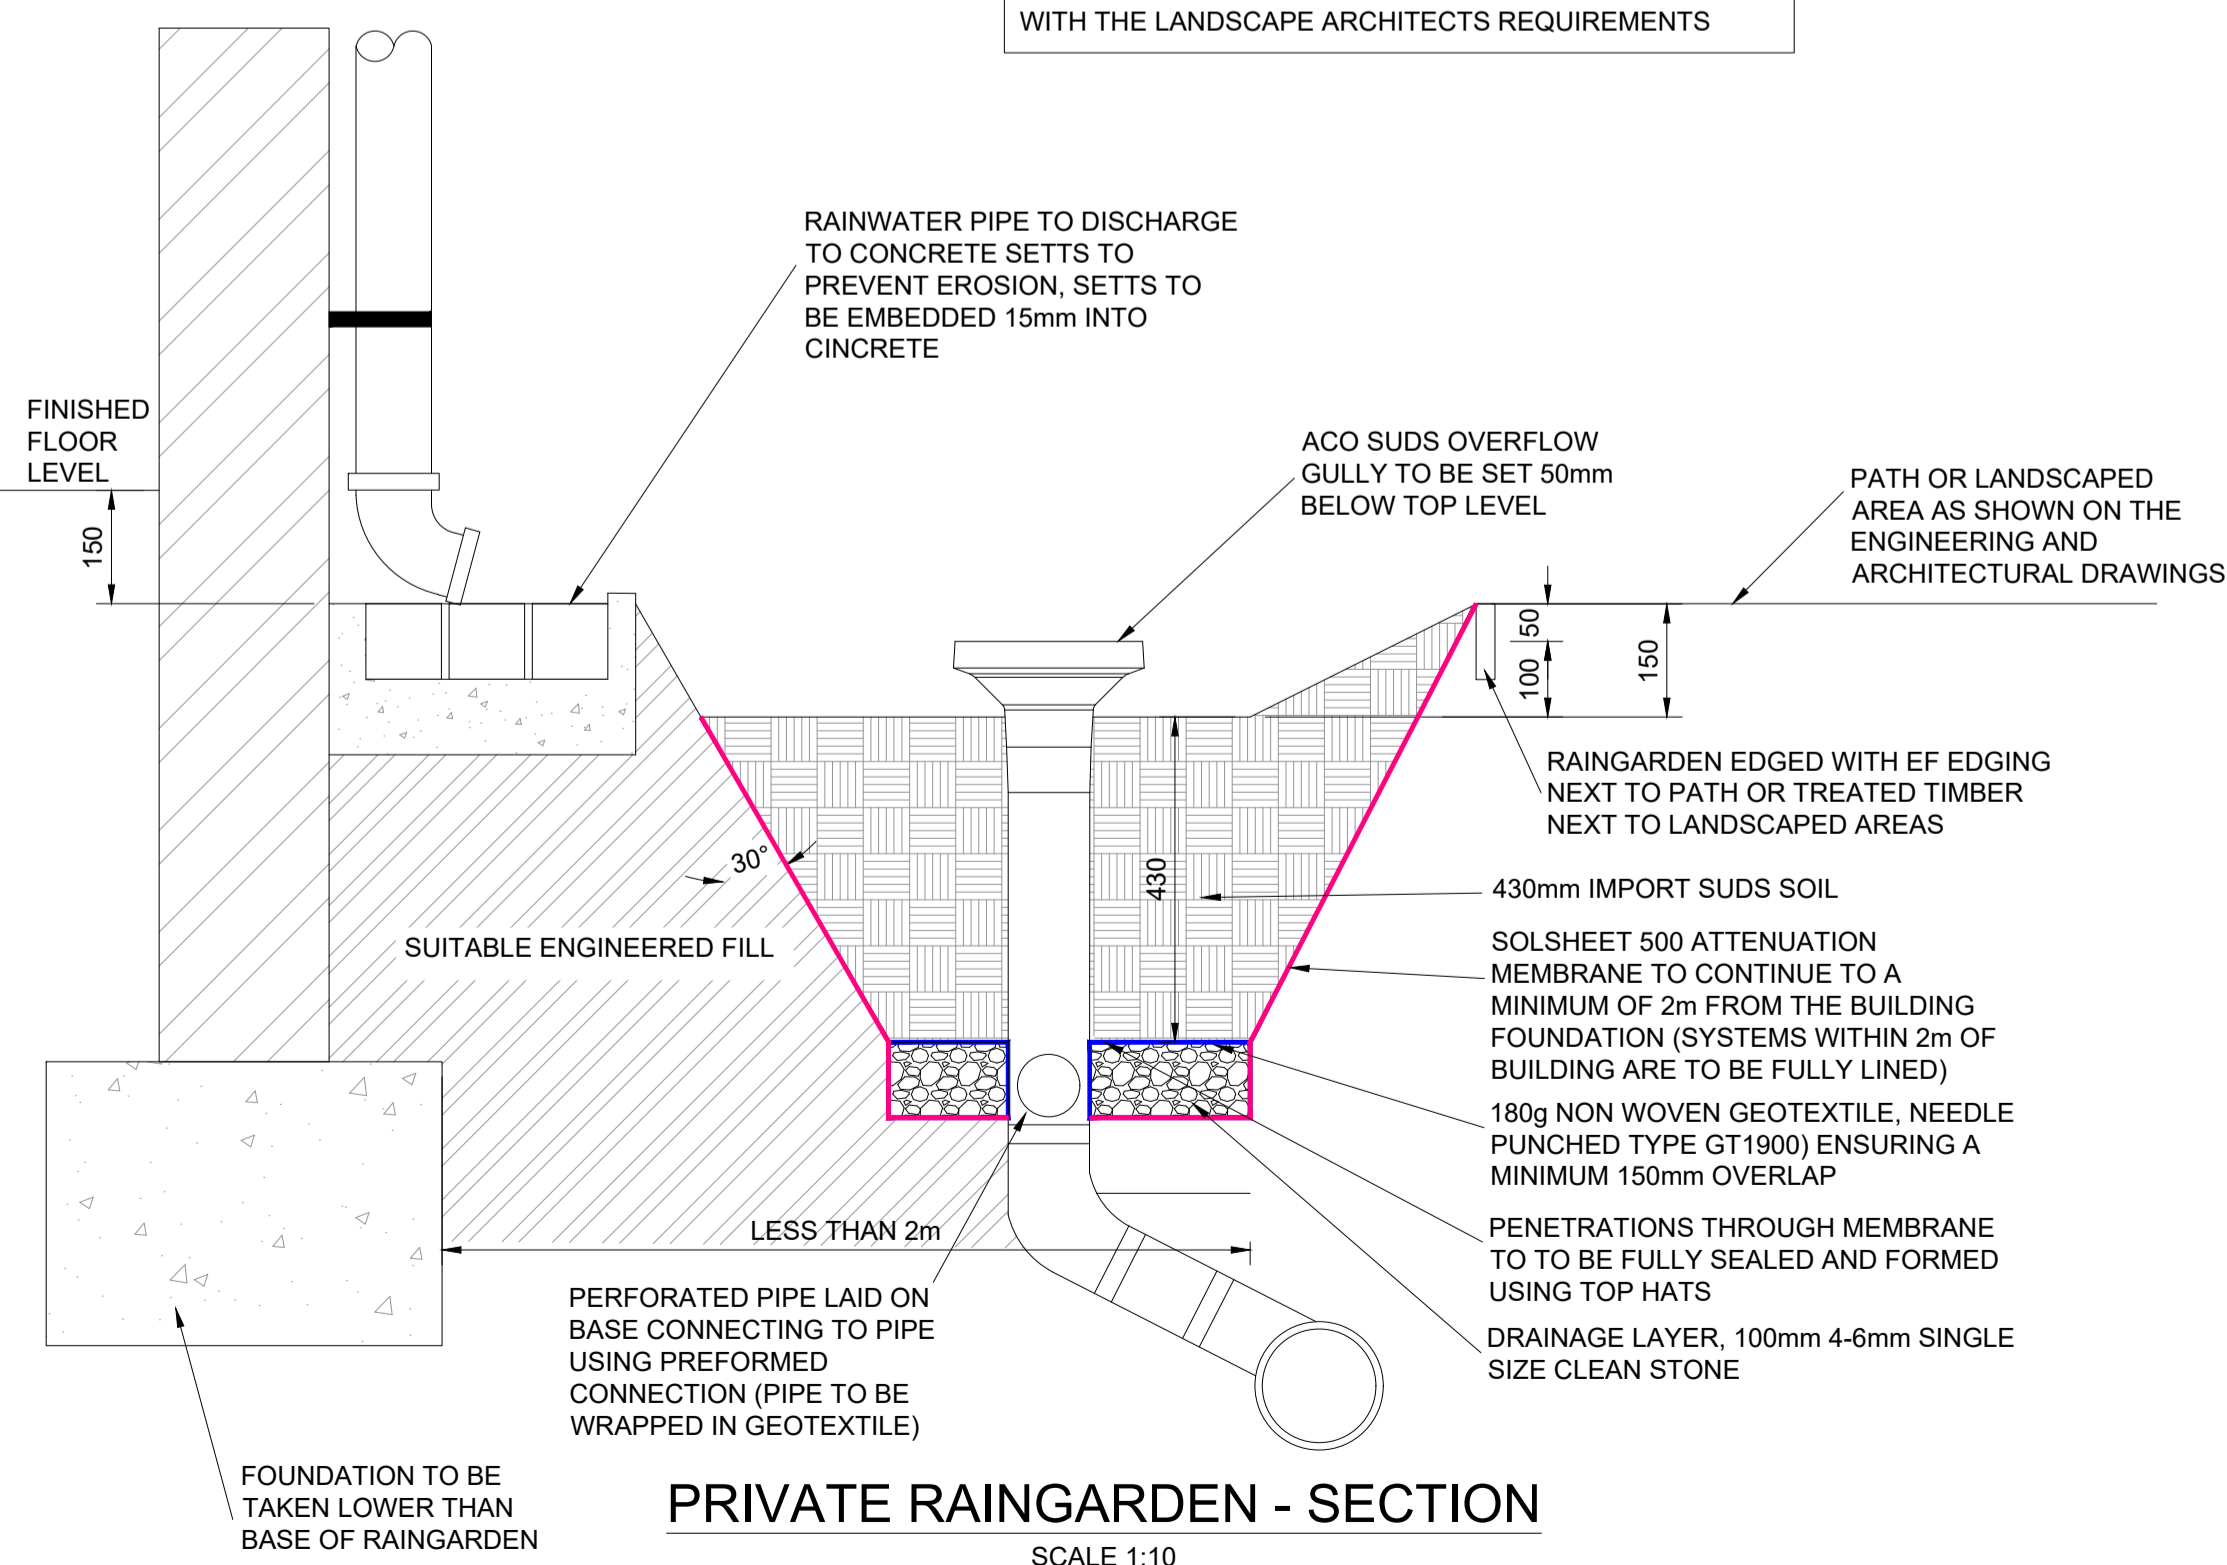 WITH THE LANDSCAPE ARCHITECTS REQUIREMENTS
RAINWATER PIPE TO DISCHARGE
TO CONCRETE SETTS TO
PREVENT EROSION, SETTS TO
BE EMBEDDED 15mm INTO
CINCRETE
FINISHED
FLOOR
LEVEL
150
ACO SUDS OVERFLOW
GULLY TO BE SET 50mm
BELOW TOP LEVEL
PATH OR LANDSCAPED
AREA AS SHOWN ON THE
ENGINEERING AND
ARCHITECTURAL DRAWINGS
50
100
150
RAINGARDEN EDGED WITH EF EDGING
NEXT TO PATH OR TREATED TIMBER
NEXT TO LANDSCAPED AREAS
30°
430
430mm IMPORT SUDS SOIL
SUITABLE ENGINEERED FILL
SOLSHEET 500 ATTENUATION
MEMBRANE TO CONTINUE TO A
MINIMUM OF 2m FROM THE BUILDING
FOUNDATION (SYSTEMS WITHIN 2m OF
BUILDING ARE TO BE FULLY LINED)
180g NON WOVEN GEOTEXTILE, NEEDLE
PUNCHED TYPE GT1900) ENSURING A
MINIMUM 150mm OVERLAP
LESS THAN 2m
PENETRATIONS THROUGH MEMBRANE
TO TO BE FULLY SEALED AND FORMED
USING TOP HATS
PERFORATED PIPE LAID ON
BASE CONNECTING TO PIPE
USING PREFORMED
CONNECTION (PIPE TO BE
WRAPPED IN GEOTEXTILE)
DRAINAGE LAYER, 100mm 4-6mm SINGLE
SIZE CLEAN STONE
FOUNDATION TO BE
TAKEN LOWER THAN
BASE OF RAINGARDEN
PRIVATE RAINGARDEN - SECTION
SCALE 1:10